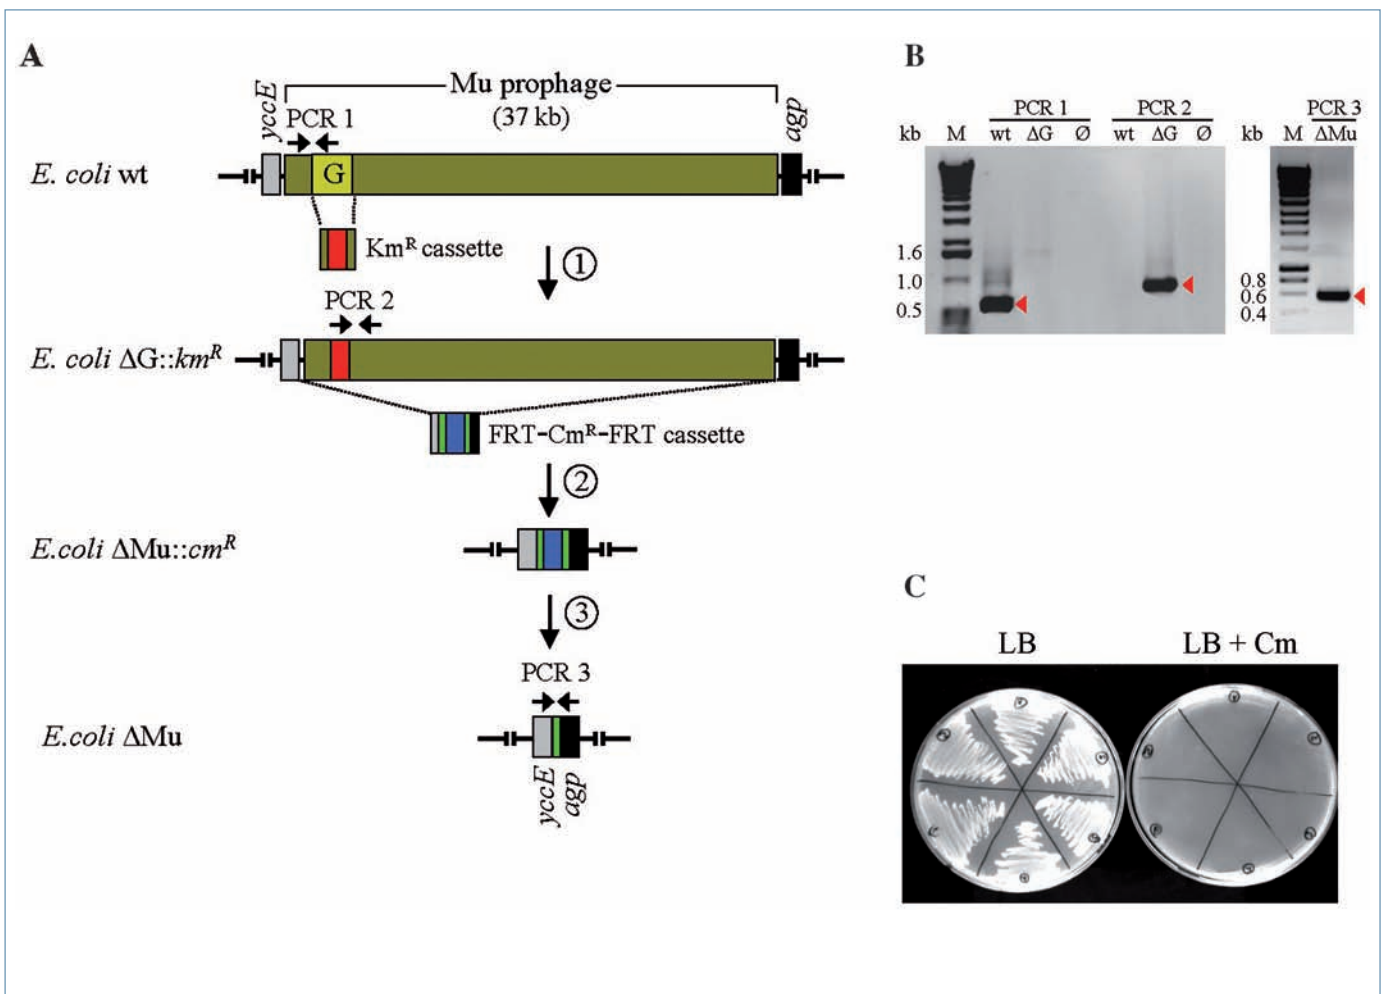 A
yccE
Mu prophage
(37 kb)
agp
PCR 1
E. coli wt
G
Kmᴿ cassette
①
PCR 2
E. coli ΔG::kmᴿ
FRT-Cmᴿ-FRT cassette
②
E.coli ΔMu::cmᴿ
③
PCR 3
E.coli ΔMu
yccE
agp
B
PCR 1 PCR 2
kb M wt ΔG Ø wt ΔG Ø
1.6
1.0
0.5
PCR 3
kb M ΔMu
0.8
0.6
0.4
C
LB LB + Cm